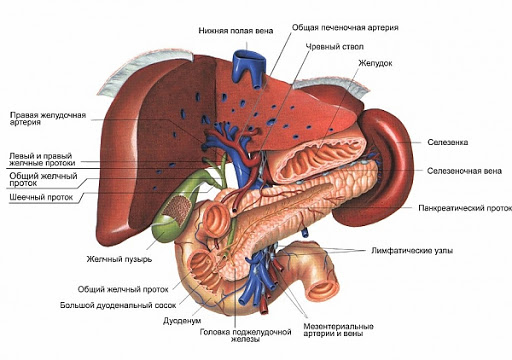 Нижняя полая вена
Общая печеночная артерия
Чревный ствол
Желудок
Правая желудочная
артерия
Левый и правый
желчные протоки
Общий желчный
проток
Шеечный проток
Селезенка
Селезеночная вена
Панкреатический проток
Желчный пузырь
Лимфатические узлы
Общий желчный проток
Большой дуоденальный сосок
Дуоденум
Головка поджелудочной
железы
Мезентериальные
артерии и вены